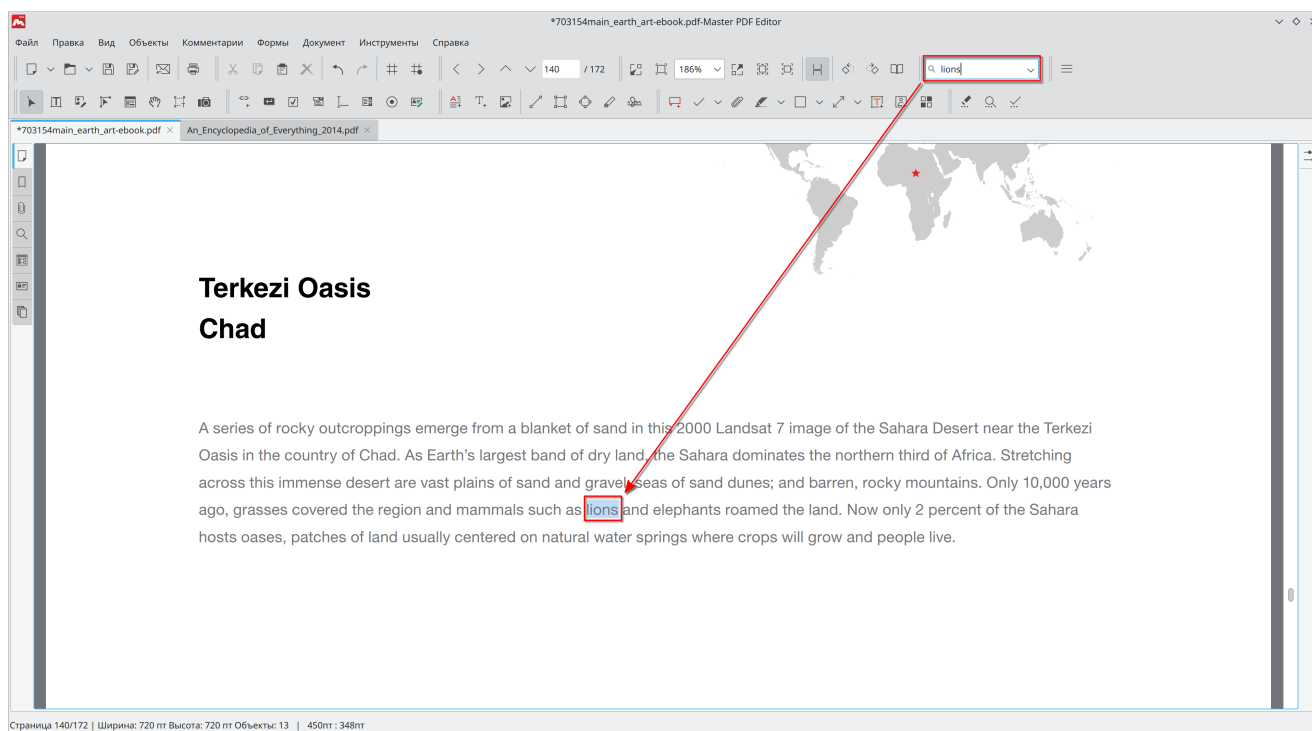 *703154main_earth_art-ebook.pdf-Master PDF Editor
Файл Правка Вид Объекты Комментарии Формы Документ Инструменты Справка
140 / 172 186% lions
*703154main_earth_art-ebook.pdf An_Encyclopedia_of_Everything_2014.pdf
Terkezi Oasis
Chad
A series of rocky outcroppings emerge from a blanket of sand in this 2000 Landsat 7 image of the Sahara Desert near the Terkezi
Oasis in the country of Chad. As Earth’s largest band of dry land, the Sahara dominates the northern third of Africa. Stretching
across this immense desert are vast plains of sand and gravel; seas of sand dunes; and barren, rocky mountains. Only 10,000 years
ago, grasses covered the region and mammals such as lions and elephants roamed the land. Now only 2 percent of the Sahara
hosts oases, patches of land usually centered on natural water springs where crops will grow and people live.
Страница 140/172 | Ширина: 720 пт Высота: 720 пт Объекты: 13 | 450пт : 348пт